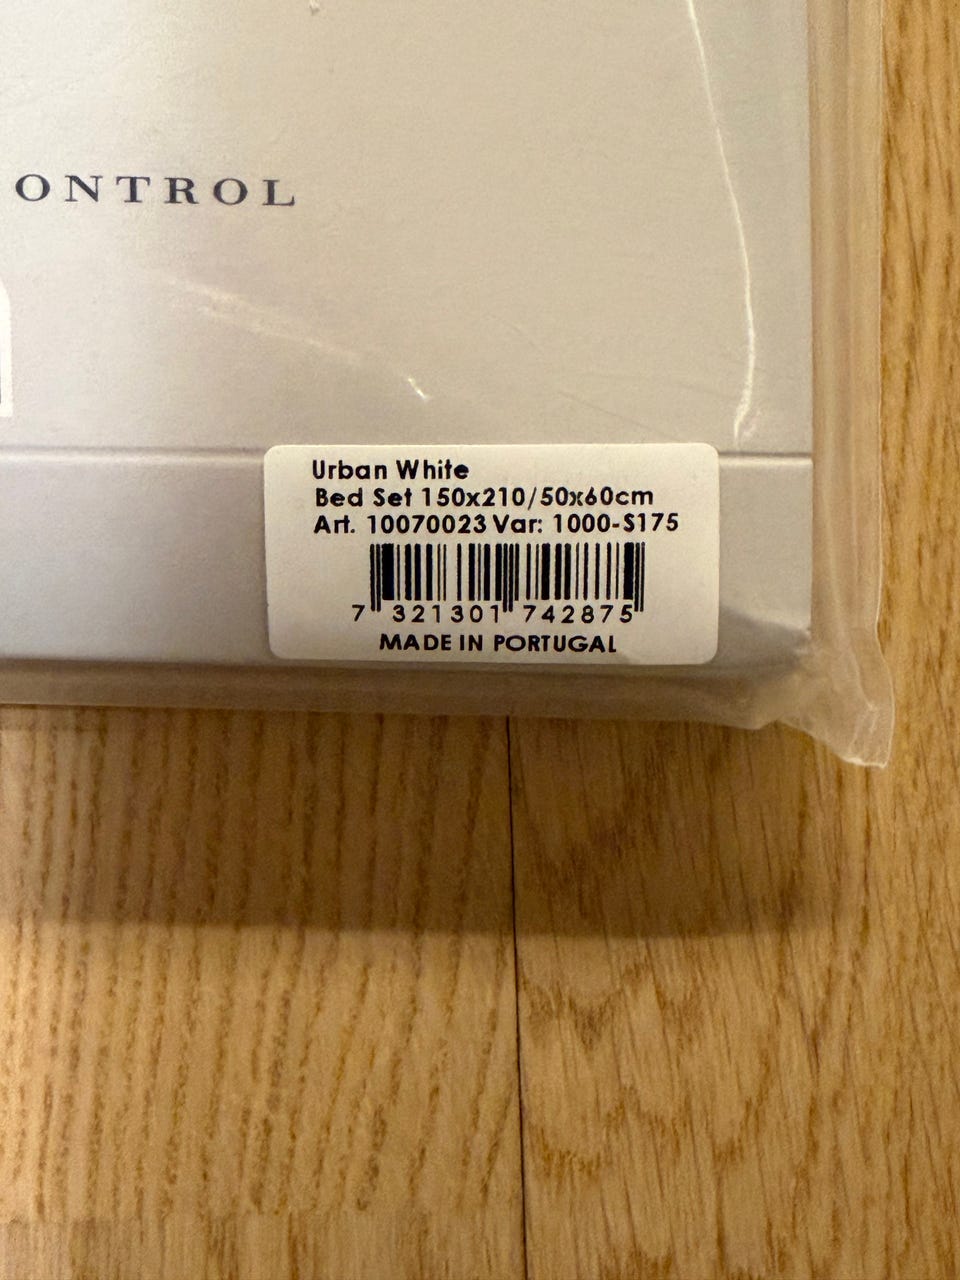 ONTROL
Urban White
Bed Set 150x210/50x60cm
Art. 10070023 Var: 1000-S175
7 321301 742875
MADE IN PORTUGAL